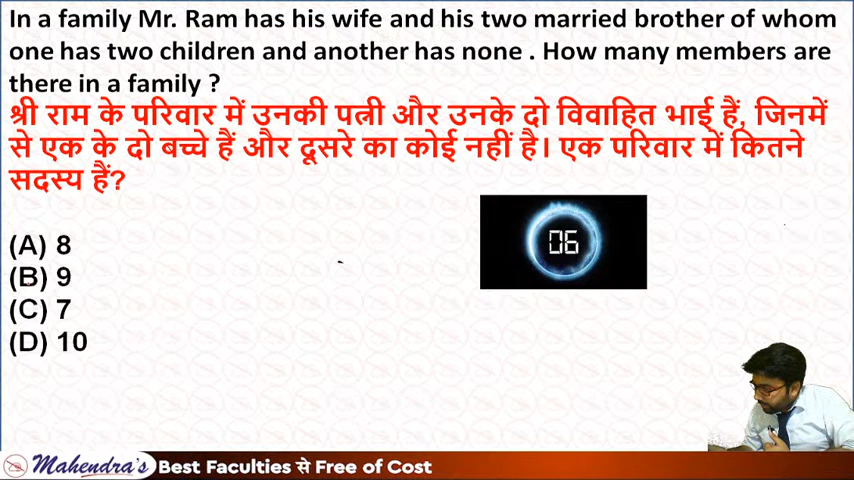 In a family Mr. Ram has his wife and his two married brother of whom
one has two children and another has none . How many members are
there in a family ?
श्री राम के परिवार में उनकी पत्नी और उनके दो विवाहित भाई हैं, जिनमें
से एक के दो बच्चे हैं और दूसरे का कोई नहीं है। एक परिवार में कितने
सदस्य हैं?
06
(A) 8
(B) 9
(C) 7
(D) 10
Mahendra's Best Faculties से Free of Cost